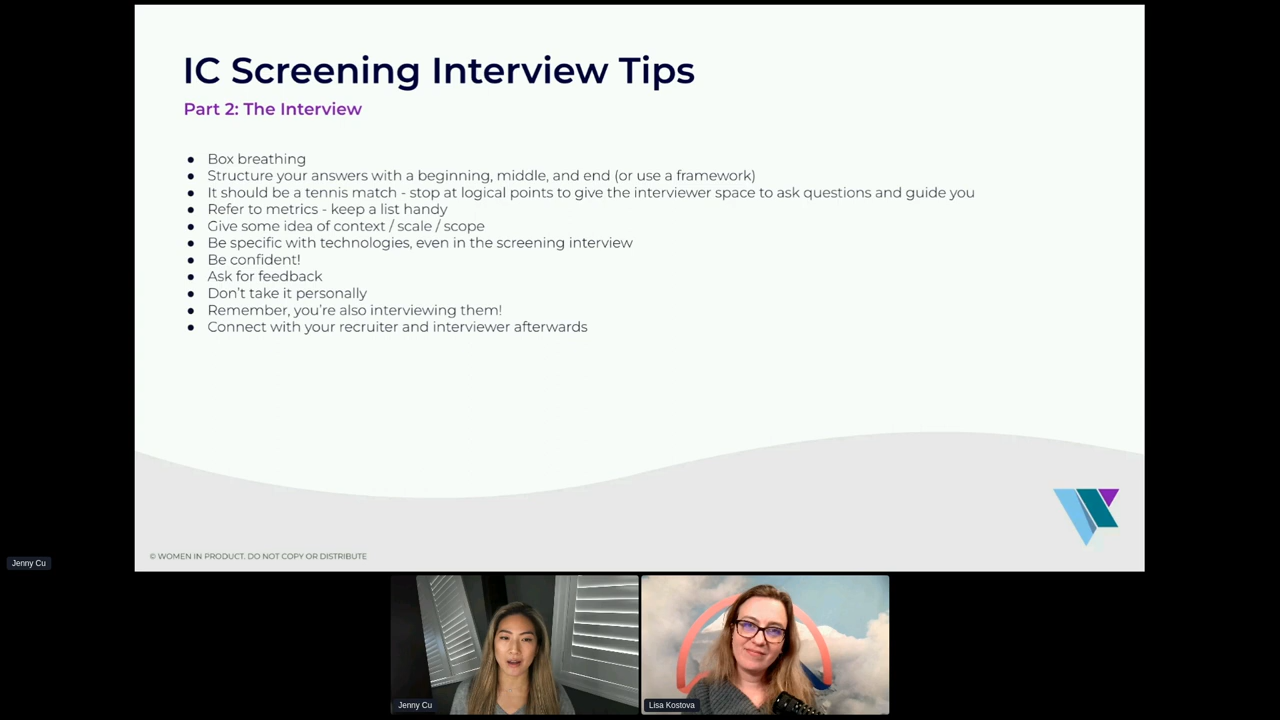 IC Screening Interview Tips
Part 2: The Interview
● Box breathing
● Structure your answers with a beginning, middle, and end (or use a framework)
● It should be a tennis match - stop at logical points to give the interviewer space to ask questions and guide you
● Refer to metrics - keep a list handy
● Give some idea of context / scale / scope
● Be specific with technologies, even in the screening interview
● Be confident!
● Ask for feedback
● Don’t take it personally
● Remember, you’re also interviewing them!
● Connect with your recruiter and interviewer afterwards
© WOMEN IN PRODUCT. DO NOT COPY OR DISTRIBUTE
Jenny Cu
Jenny Cu
Lisa Kostova